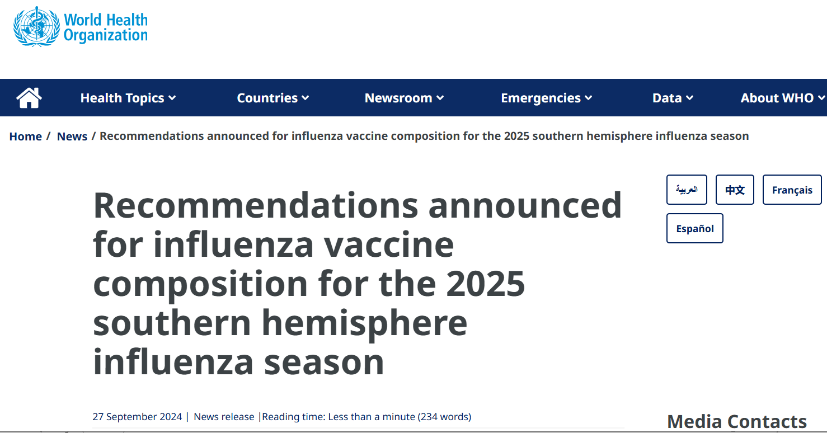 World Health
Organization
Health Topics Countries Newsroom Emergencies Data About WHO
Home / News / Recommendations announced for influenza vaccine composition for the 2025 southern hemisphere influenza season
العربية 中文 Français
Español
Recommendations announced
for influenza vaccine
composition for the 2025
southern hemisphere
influenza season
27 September 2024 | News release |Reading time: Less than a minute (234 words)
Media Contacts